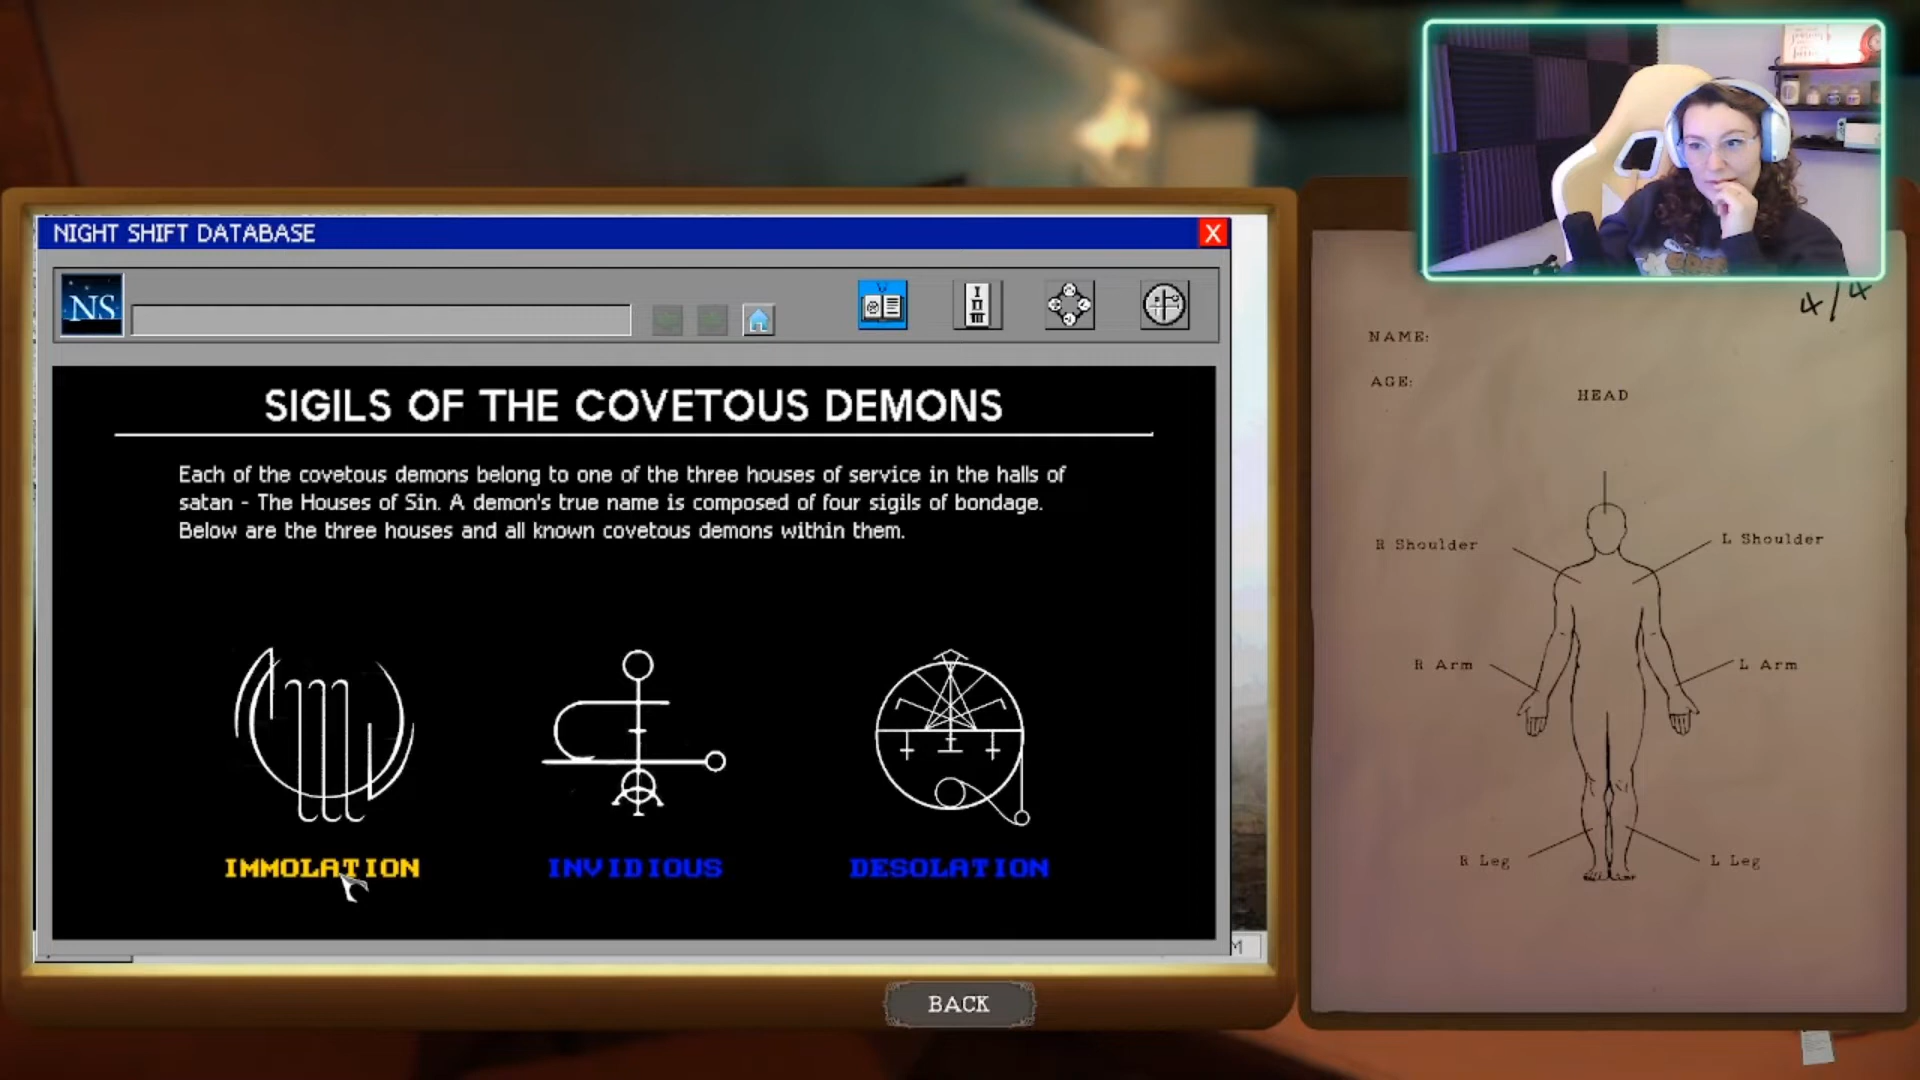 NIGHT SHIFT DATABASE
X
NS
I
II
III
SIGILS OF THE COVETOUS DEMONS
Each of the covetous demons belong to one of the three houses of service in the halls of
satan - The Houses of Sin. A demon's true name is composed of four sigils of bondage.
Below are the three houses and all known covetous demons within them.
IMMOLATION
INVIDIOUS
DESOLATION
BACK
4/4
NAME:
AGE:
HEAD
R Shoulder
L Shoulder
R Arm
L Arm
R Leg
L Leg